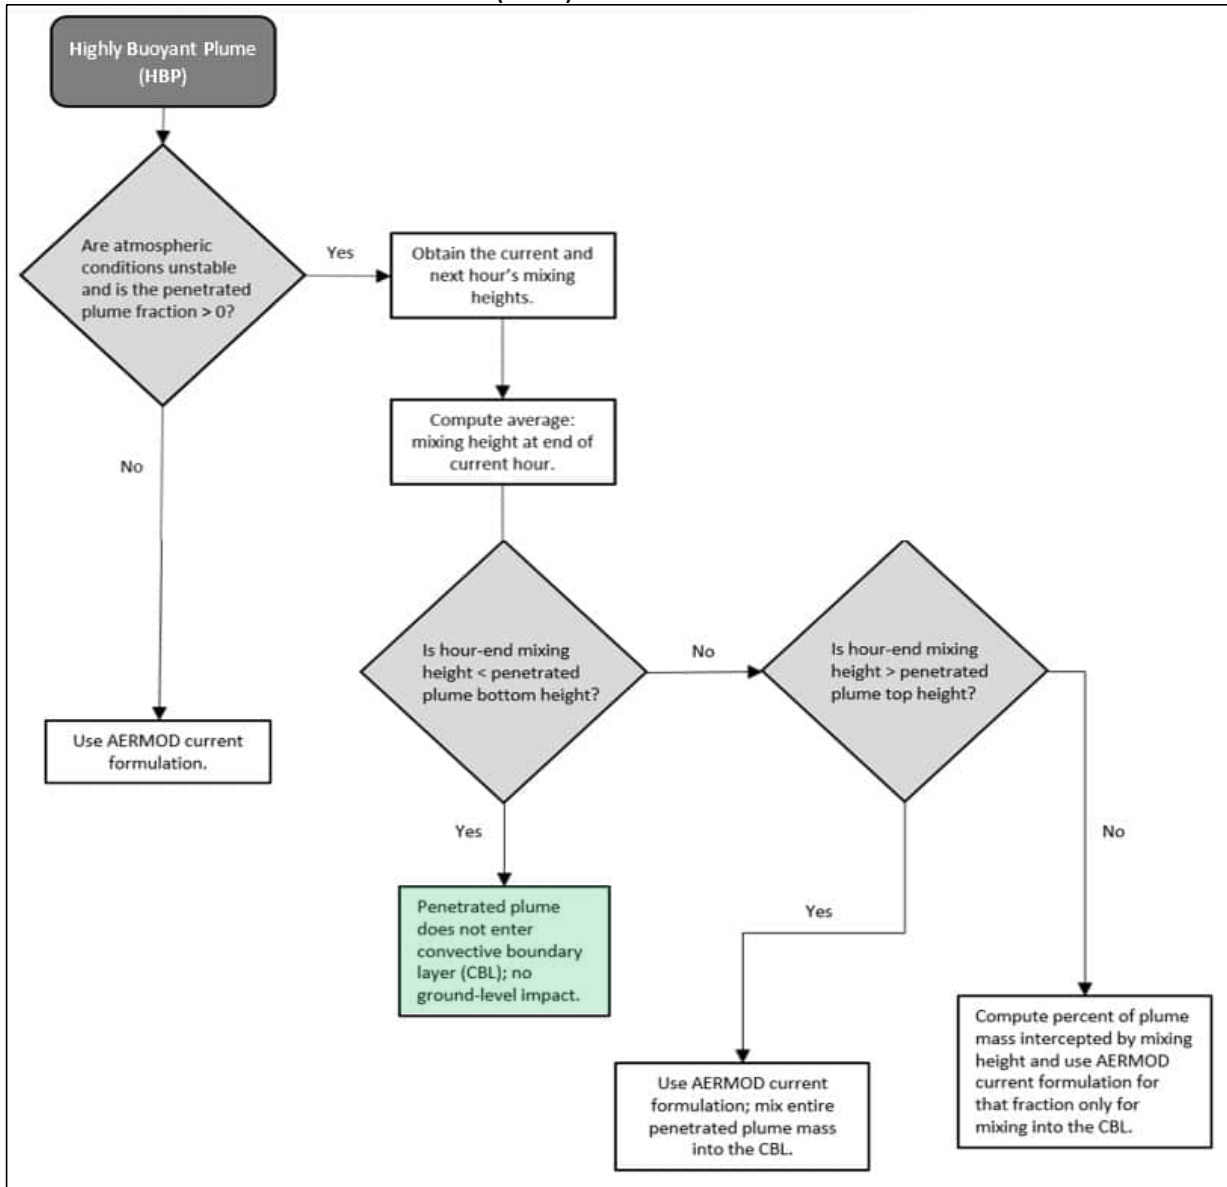 Highly Buoyant Plume
(HBP)
Are atmospheric
conditions unstable
and is the penetrated
plume fraction > 0?
Yes
Obtain the current and
next hour's mixing
heights.
Compute average:
mixing height at end of
current hour.
No
Use AERMOD current
formulation.
Is hour-end mixing
height < penetrated
plume bottom height?
No
Is hour-end mixing
height > penetrated
plume top height?
Yes
No
Penetrated plume
does not enter
convective boundary
layer (CBL); no
ground-level impact.
Yes
Use AERMOD current
formulation; mix entire
penetrated plume mass
into the CBL.
Compute percent of plume
mass intercepted by mixing
height and use AERMOD
current formulation for
that fraction only for
mixing into the CBL.